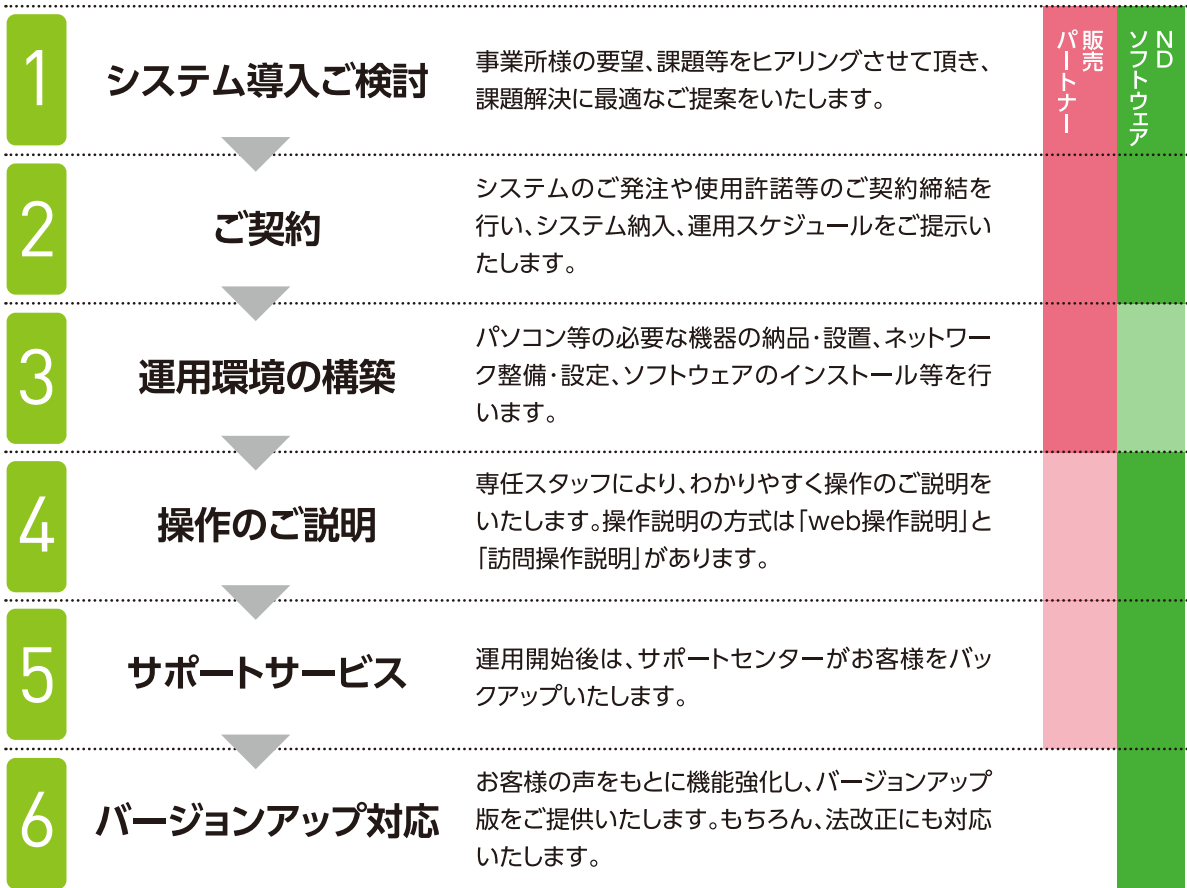 販売
パートナー
ND
ソフトウェア
1
システム導入ご検討
事業所様の要望、課題等をヒアリングさせて頂き、
課題解決に最適なご提案をいたします。
2
ご契約
システムのご発注や使用許諾等のご契約締結を
行い、システム納入、運用スケジュールをご提示い
たします。
3
運用環境の構築
パソコン等の必要な機器の納品・設置、ネットワー
ク整備・設定、ソフトウェアのインストール等を行
います。
4
操作のご説明
専任スタッフにより、わかりやすく操作のご説明を
いたします。操作説明の方式は「web操作説明」と
「訪問操作説明」があります。
5
サポートサービス
運用開始後は、サポートセンターがお客様をバッ
クアップいたします。
6
バージョンアップ対応
お客様の声をもとに機能強化し、バージョンアップ
版をご提供いたします。もちろん、法改正にも対応
いたします。